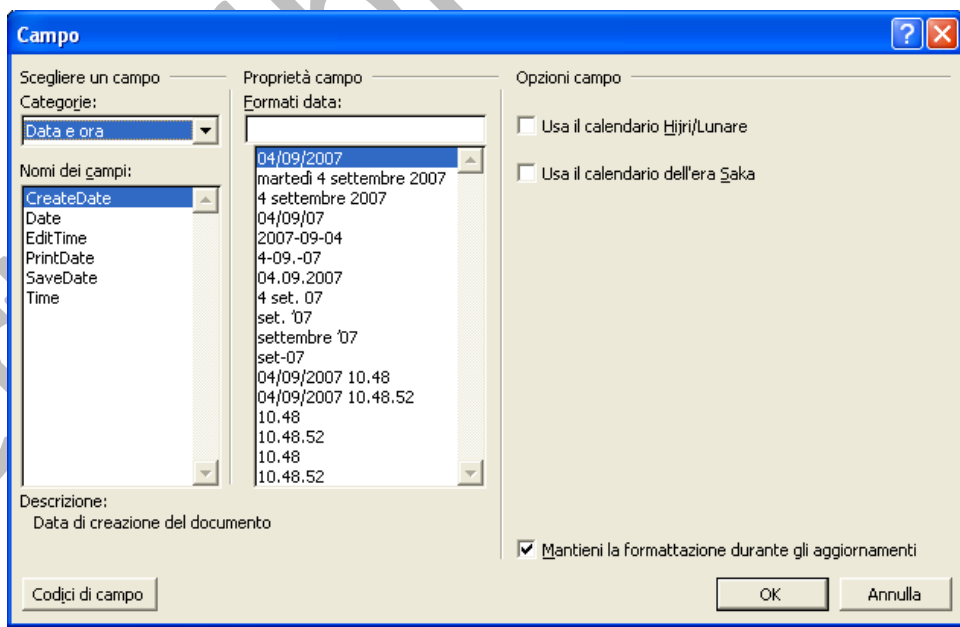 Campo
Scegliere un campo
Categorie:
Data e ora
Nomi dei campi:
CreateDate
Date
EditTime
PrintDate
SaveDate
Time
Proprietà campo
Formati data:
04/09/2007
martedì 4 settembre 2007
4 settembre 2007
04/09/07
2007-09-04
4-09.-07
04.09.2007
4 set. 07
set. '07
settembre '07
set-07
04/09/2007 10.48
04/09/2007 10.48.52
10.48
10.48.52
10.48
10.48.52
Opzioni campo
Usa il calendario Hijri/Lunare
Usa il calendario dell'era Saka
Descrizione:
Data di creazione del documento
Mantieni la formattazione durante gli aggiornamenti
Codici di campo
OK
Annulla